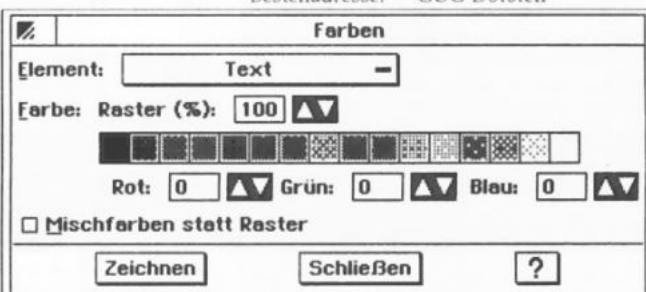 Farben
Element: Text
Farbe: Raster (%): 100
Rot: 0 Grün: 0 Blau: 0
Mischfarben statt Raster
Zeichnen Schließen ?